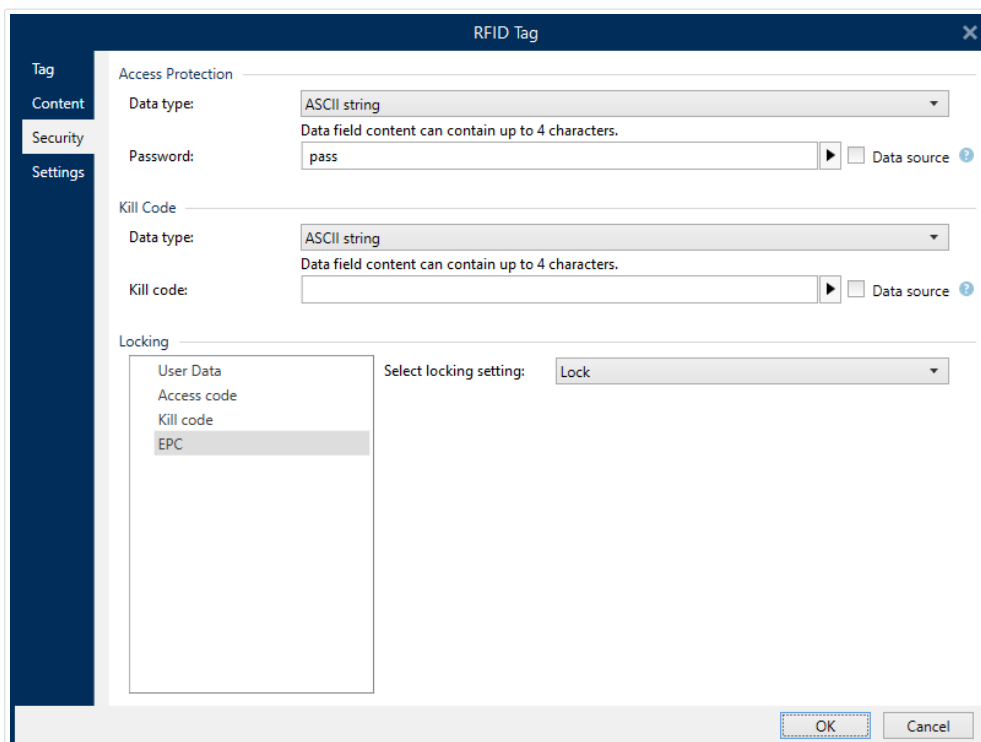 RFID Tag
Tag
Content
Security
Settings
Access Protection
Data type: ASCII string
Data field content can contain up to 4 characters.
Password: pass Data source ?
Kill Code
Data type: ASCII string
Data field content can contain up to 4 characters.
Kill code: Data source ?
Locking
User Data
Access code
Kill code
EPC
Select locking setting: Lock
OK Cancel